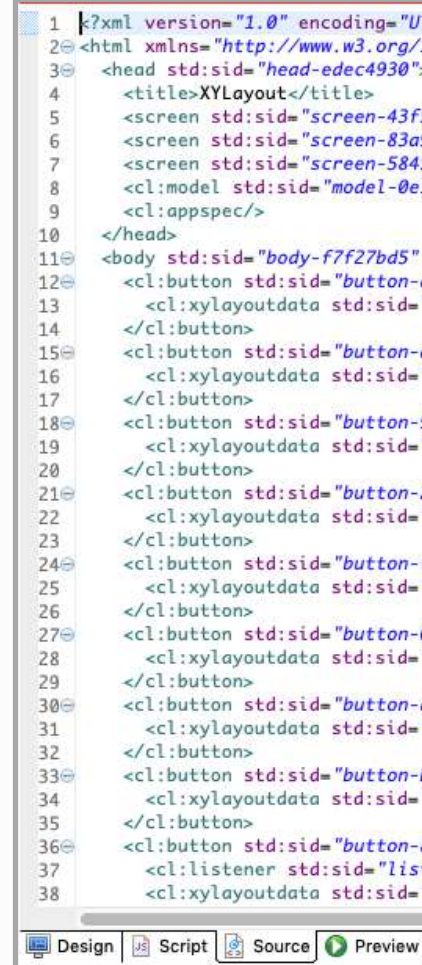 1 <?xml version="1.0" encoding="U
2 <html xmlns="http://www.w3.org/
3 <head std:sid="head-edec4930"
4 <title>XYLayout</title>
5 <screen std:sid="screen-43f
6 <screen std:sid="screen-83a
7 <screen std:sid="screen-584
8 <cl:model std:sid="model-0e
9 <cl:appspec/>
10 </head>
11 <body std:sid="body-f7f27bd5"
12 <cl:button std:sid="button-
13 <cl:xylayoutdata std:sid=
14 </cl:button>
15 <cl:button std:sid="button-
16 <cl:xylayoutdata std:sid=
17 </cl:button>
18 <cl:button std:sid="button-
19 <cl:xylayoutdata std:sid=
20 </cl:button>
21 <cl:button std:sid="button-
22 <cl:xylayoutdata std:sid=
23 </cl:button>
24 <cl:button std:sid="button-
25 <cl:xylayoutdata std:sid=
26 </cl:button>
27 <cl:button std:sid="button-
28 <cl:xylayoutdata std:sid=
29 </cl:button>
30 <cl:button std:sid="button-
31 <cl:xylayoutdata std:sid=
32 </cl:button>
33 <cl:button std:sid="button-
34 <cl:xylayoutdata std:sid=
35 </cl:button>
36 <cl:button std:sid="button-
37 <cl:listener std:sid="lis
38 <cl:xylayoutdata std:sid=
Design JS Script Source Preview